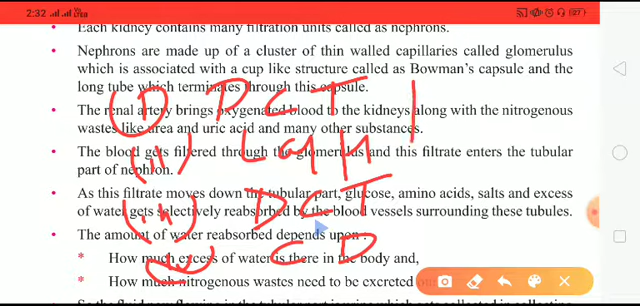 2:32
27
Each kidney contains many filtration units called as nephrons.
• Nephrons are made up of a cluster of thin walled capillaries called glomerulus
which is associated with a cup like structure called as Bowman's capsule and the
long tube which terminates through this capsule.
(I) PCT
• The renal artery brings oxygenated blood to the kidneys along with the nitrogenous
wastes like urea and uric acid and many other substances.
(II) L of H
• The blood gets filtered through the glomerulus and this filtrate enters the tubular
part of nephron.
• As this filtrate moves down the tubular part, glucose, amino acids, salts and excess
of water gets selectively reabsorbed by the blood vessels surrounding these tubules.
DCT
• The amount of water reabsorbed depends upon :
CD
* How much excess of water is there in the body and,
* How much nitrogenous wastes need to be excreted